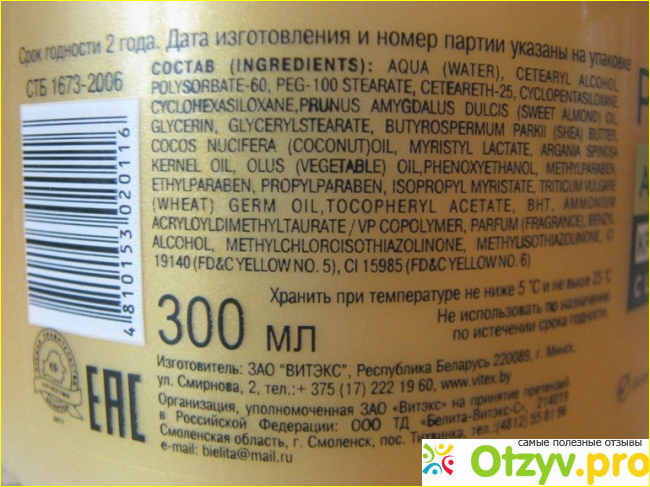 Срок годности 2 года. Дата изготовления и номер партии указаны на упаковке
СТБ 1673-2006
СОСТАВ (INGREDIENTS): AQUA (WATER), CETEARYL ALCOHOL,
POLYSORBATE-60, PEG-100 STEARATE, CETEARETH-25, CYCLOPENTASILOXANE,
CYCLOHEXASILOXANE,PRUNUS AMYGDALUS DULCIS (SWEET ALMOND) OIL,
GLYCERIN, GLYCERYLSTEARATE, BUTYROSPERMUM PARKII (SHEA) BUTTER,
COCOS NUCIFERA (COCONUT)OIL, MYRISTYL LACTATE, ARGANIA SPINOSA
KERNEL OIL, OLUS (VEGETABLE) OIL,PHENOXYETHANOL, METHYLPARABEN,
ETHYLPARABEN, PROPYLPARABEN, ISOPROPYL MYRISTATE, TRITICUM VULGARE
(WHEAT) GERM OIL,TOCOPHERYL ACETATE, BHT, AMMONIUM
ACRYLOYLDIMETHYLTAURATE / VP COPOLYMER, PARFUM (FRAGRANCE), BENZYL
ALCOHOL, METHYLCHLOROISOTHIAZOLINONE, METHYLISOTHIAZOLINONE, CI
19140 (FD&C YELLOW NO. 5), CI 15985 (FD&C YELLOW NO. 6)
4810153020116
Хранить при температуре не ниже 5 °С и не выше 25 °С
Не использовать по назначению
по истечении срока годности.
300 МЛ
EAC
Изготовитель: ЗАО "ВИТЭКС", Республика Беларусь 220089, г. Минск,
ул. Смирнова, 2, тел.:+ 375 (17) 222 19 60, www.vitex.by
Организация, уполномоченная ЗАО «Витэкс» на принятие претензий
в Российской Федерации: ООО ТД «Белита-Витэкс-С», 214019
Смоленская область, г. Смоленск, пос. Тихвинка, тел.:(4812) 55 81 96
e-mail: bielita@mail.ru
самые полезные отзывы
Otzyv.pro